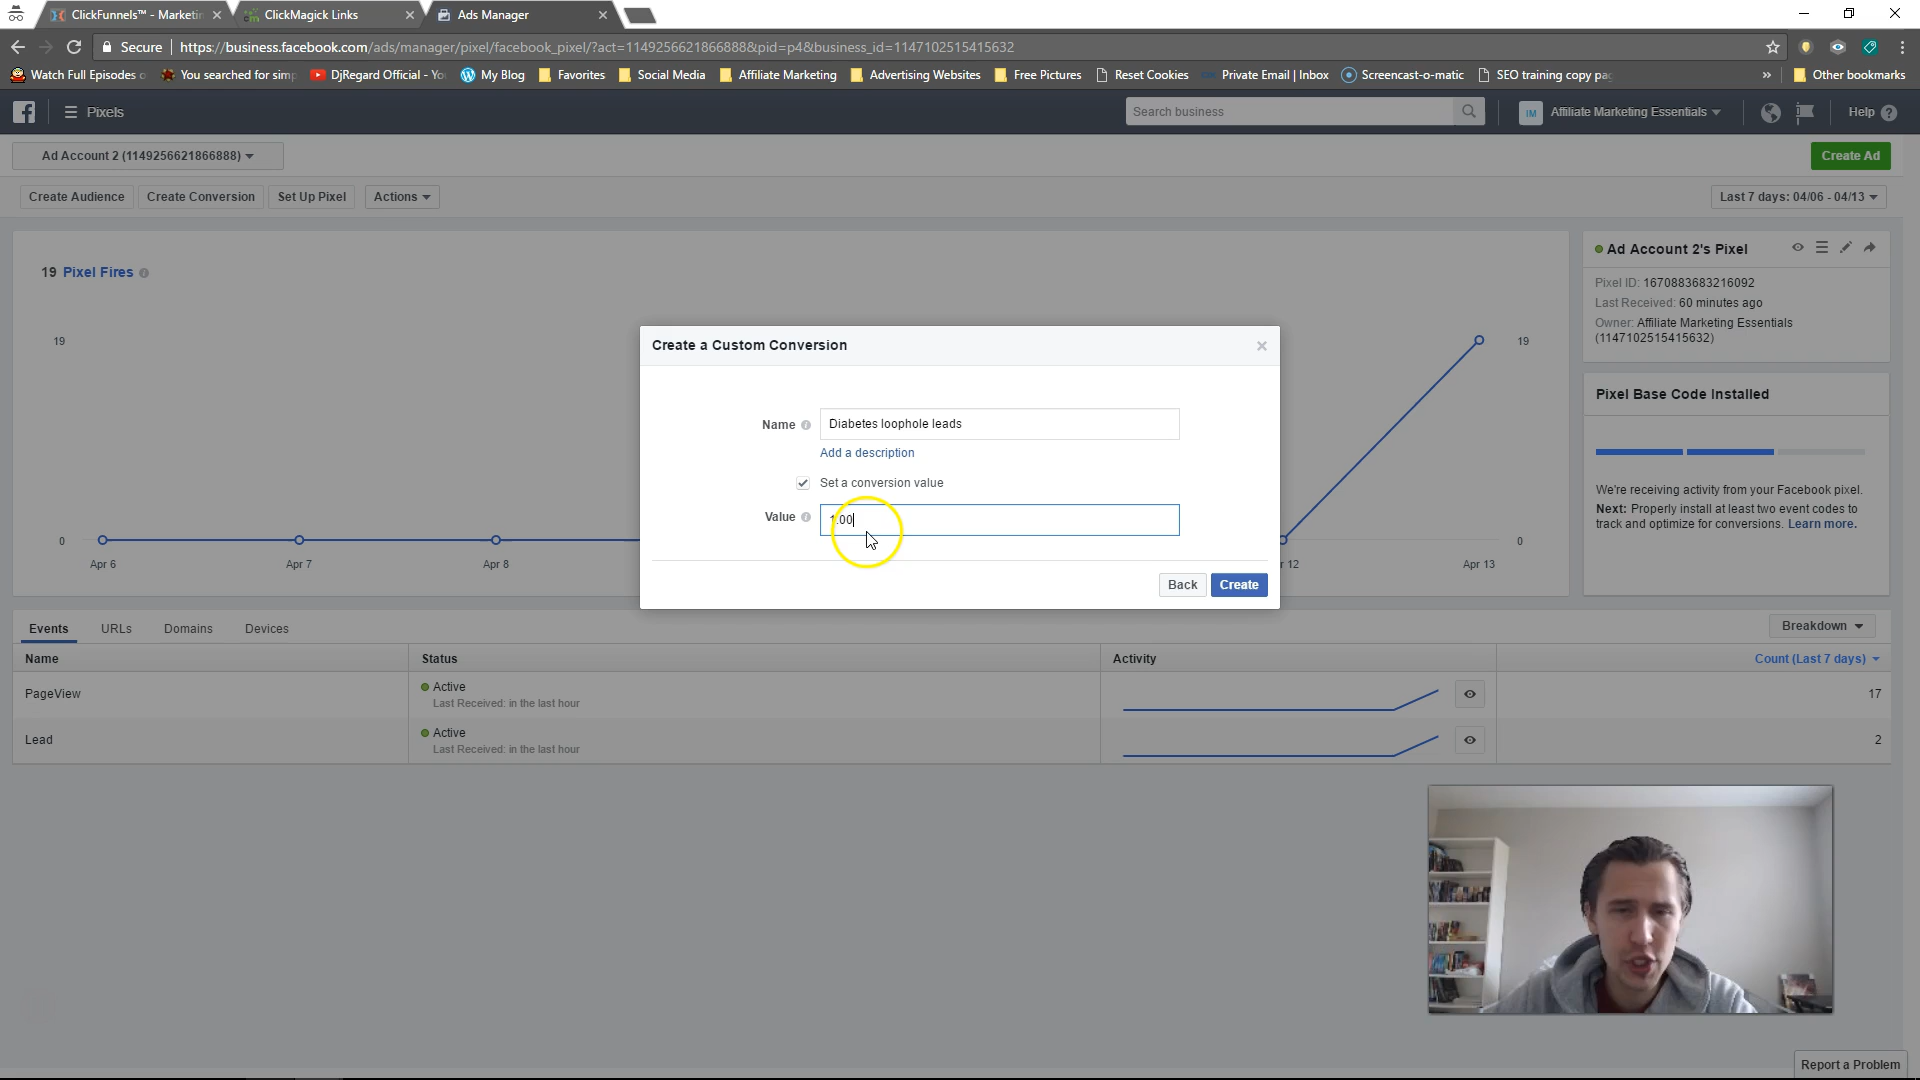 ClickFunnels™ - Marketin
ClickMagick Links
Ads Manager
Secure
https://business.facebook.com/ads/manager/pixel/facebook_pixel/?act=1149256621866888&pid=p4&business_id=1147102515415632
Watch Full Episodes o
You searched for simp
DjRegard Official - Yo
My Blog
Favorites
Social Media
Affiliate Marketing
Advertising Websites
Free Pictures
Reset Cookies
Private Email | Inbox
Screencast-o-matic
SEO training copy pag
»
Other bookmarks
Pixels
Search business
IM
Affiliate Marketing Essentials
Help
Ad Account 2 (1149256621866888)
Create Ad
Create Audience
Create Conversion
Set Up Pixel
Actions
Last 7 days: 04/06 - 04/13
19 Pixel Fires
19
0
Apr 6
Apr 7
Apr 8
r 12
Apr 13
19
0
Ad Account 2's Pixel
Pixel ID: 1670883683216092
Last Received: 60 minutes ago
Owner: Affiliate Marketing Essentials
(1147102515415632)
Pixel Base Code Installed
We're receiving activity from your Facebook pixel.
Next: Properly install at least two event codes to
track and optimize for conversions. Learn more.
Create a Custom Conversion
Name
Diabetes loophole leads
Add a description
Set a conversion value
Value
1.00
Back
Create
Events
URLs
Domains
Devices
Breakdown
Name
Status
Activity
Count (Last 7 days)
PageView
Active
Last Received: in the last hour
17
Lead
Active
Last Received: in the last hour
2
Report a Problem